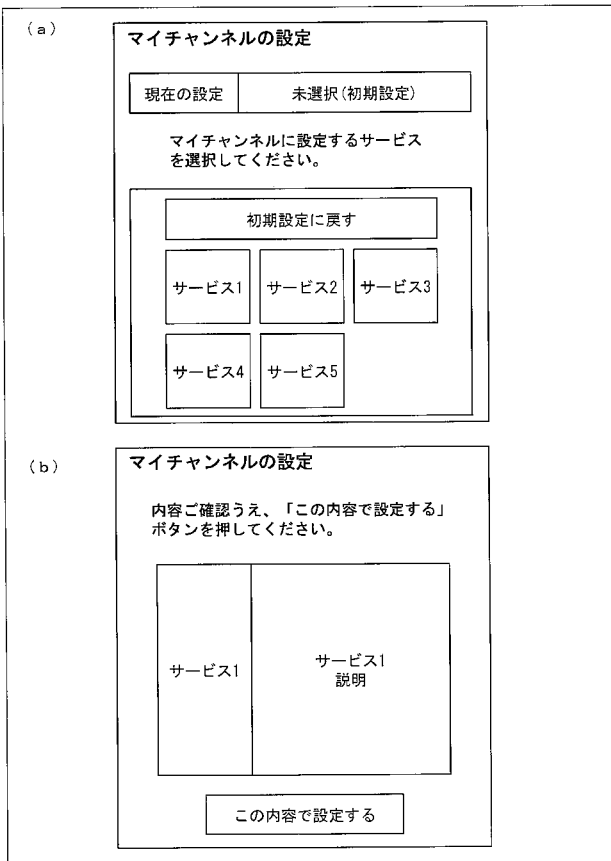 (a)
マイチャンネルの設定
現在の設定
未選択(初期設定)
マイチャンネルに設定するサービス
を選択してください。
初期設定に戻す
サービス1
サービス2
サービス3
サービス4
サービス5
(b)
マイチャンネルの設定
内容ご確認うえ、「この内容で設定する」
ボタンを押してください。
サービス1
サービス1
説明
この内容で設定する